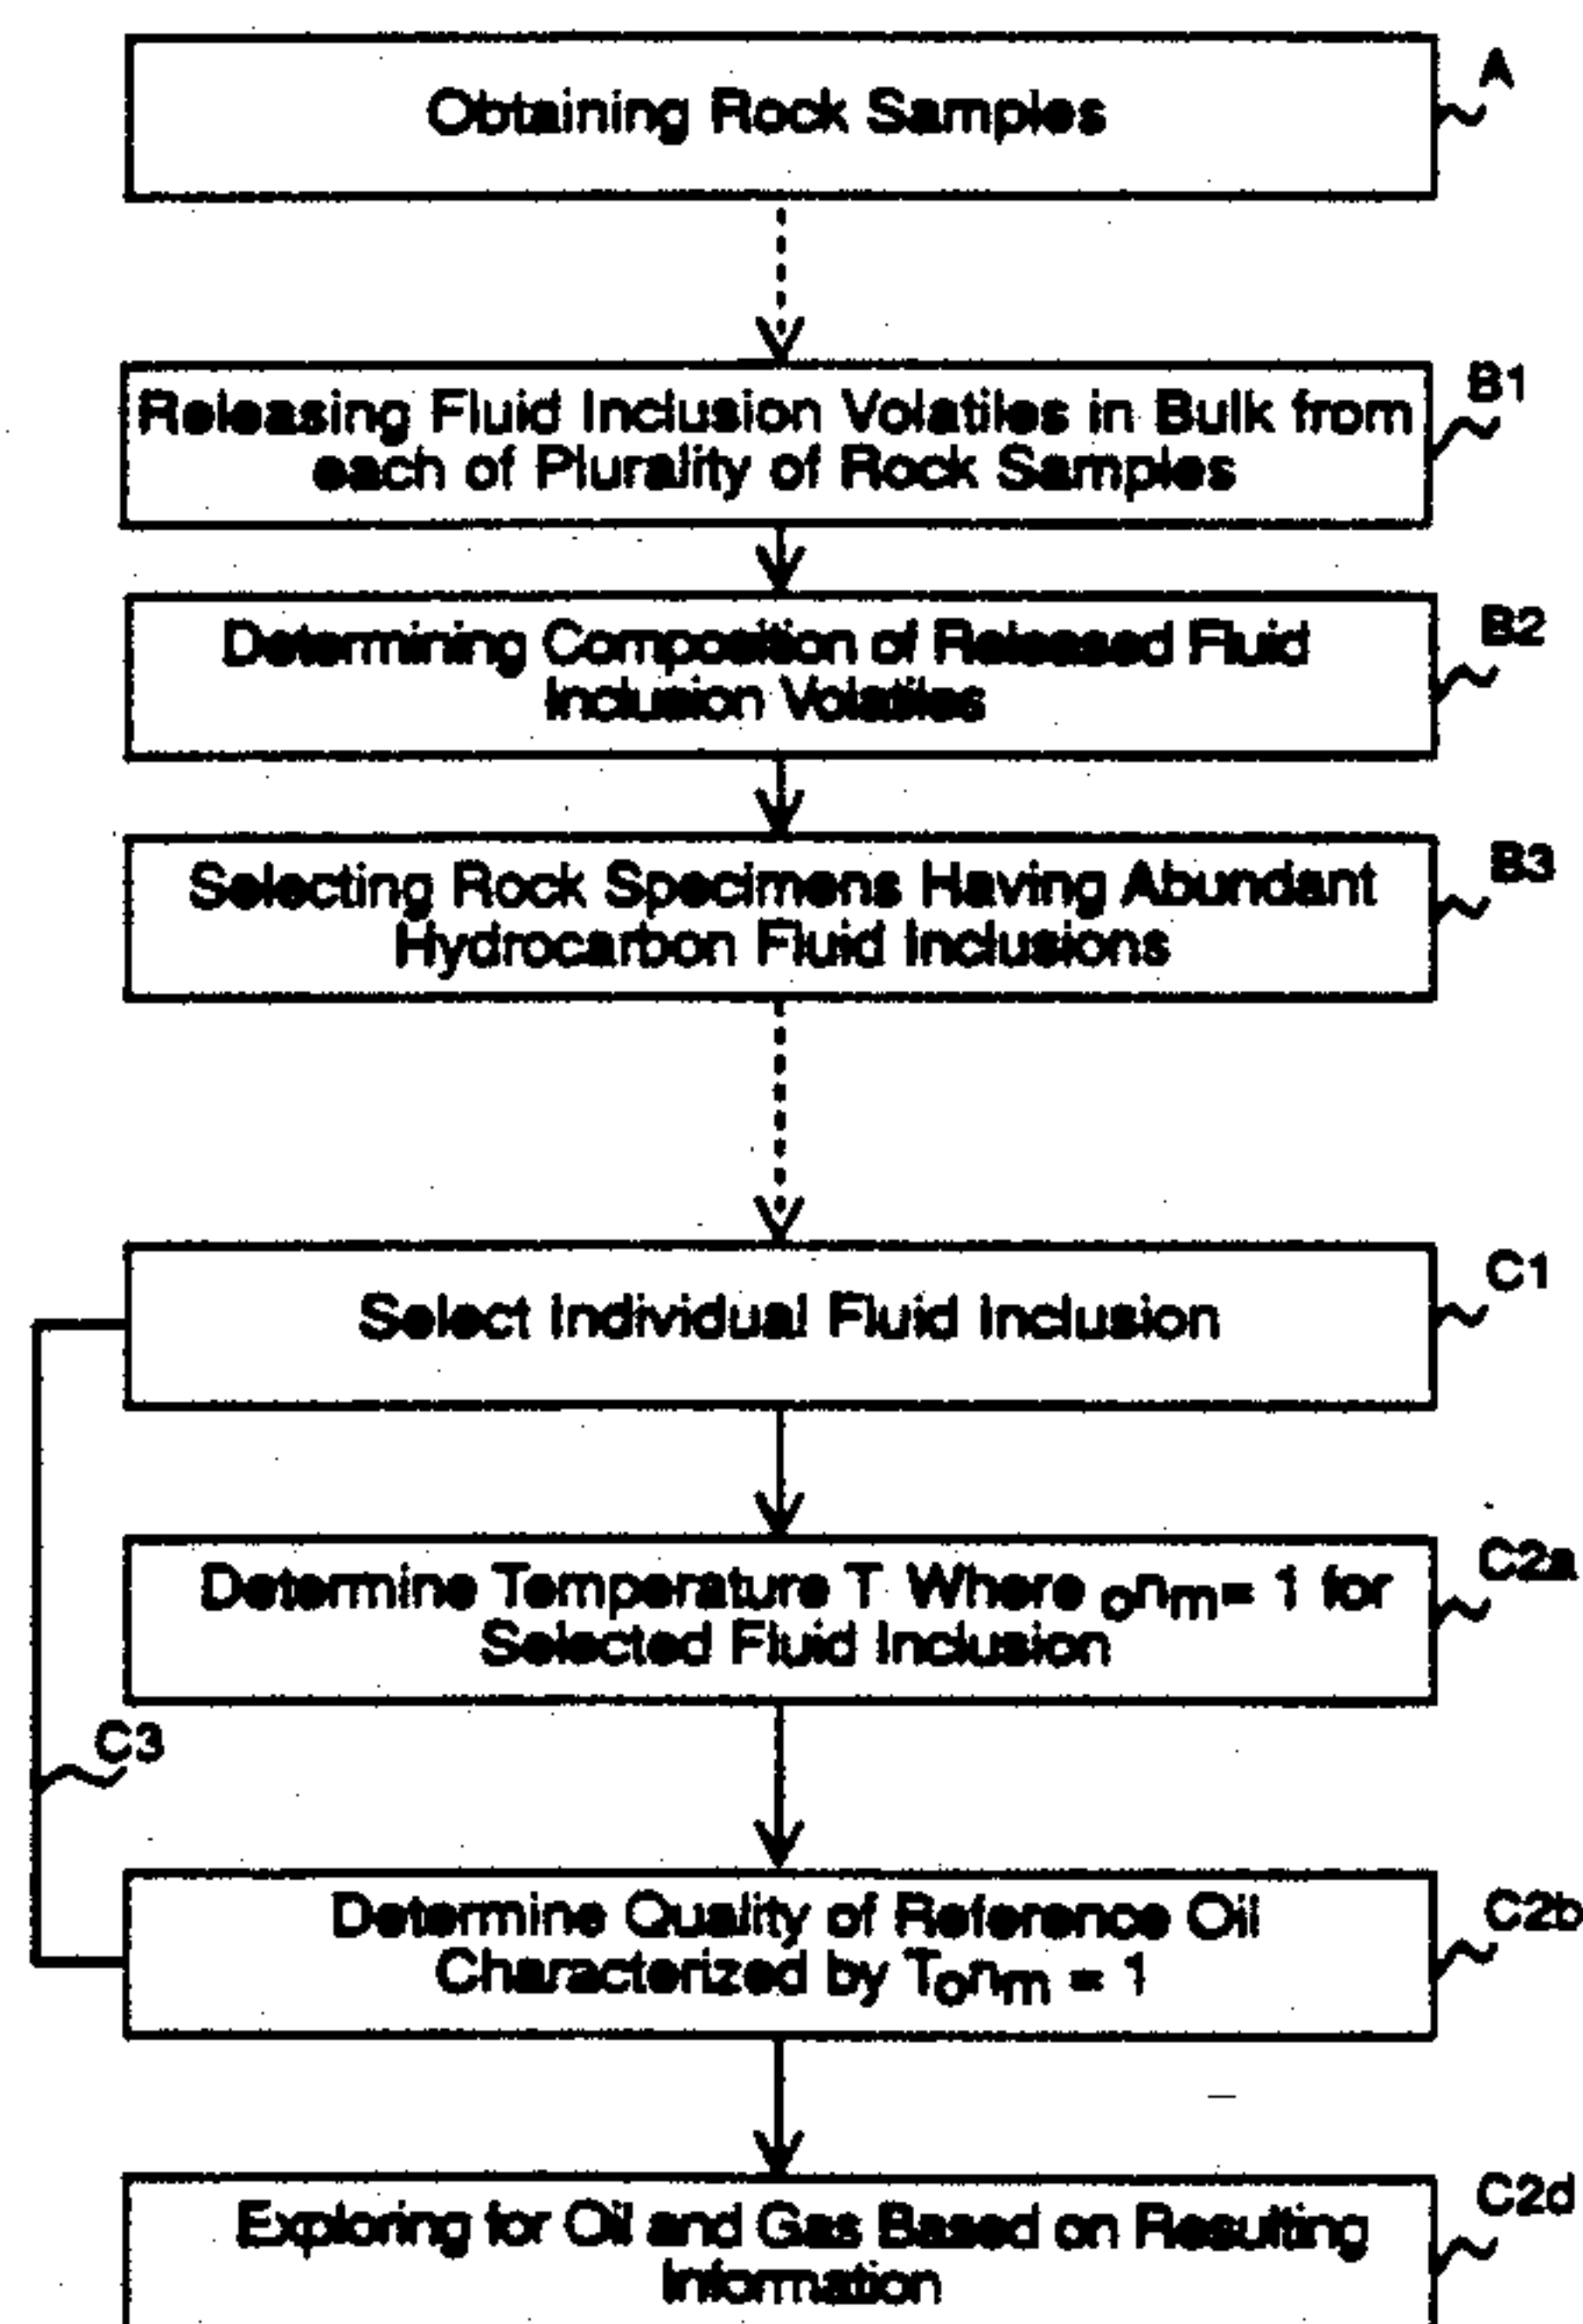 Obtaining Rock Samples
A
Releasing Fluid Inclusion Volatiles in Bulk from
each of Plurality of Rock Samples
B1
Determining Composition of Released Fluid
Inclusion Volatiles
B2
Selecting Rock Specimens Having Abundant
Hydrocarbon Fluid Inclusions
B3
Select Individual Fluid Inclusion
C1
Determine Temperature T Where onm= 1 for
Selected Fluid Inclusion
C2a
C3
Determine Quality of Reference Oil
Characterized by Tonm = 1
C2b
Exploring for Oil and Gas Based on Resulting
Information
C2d